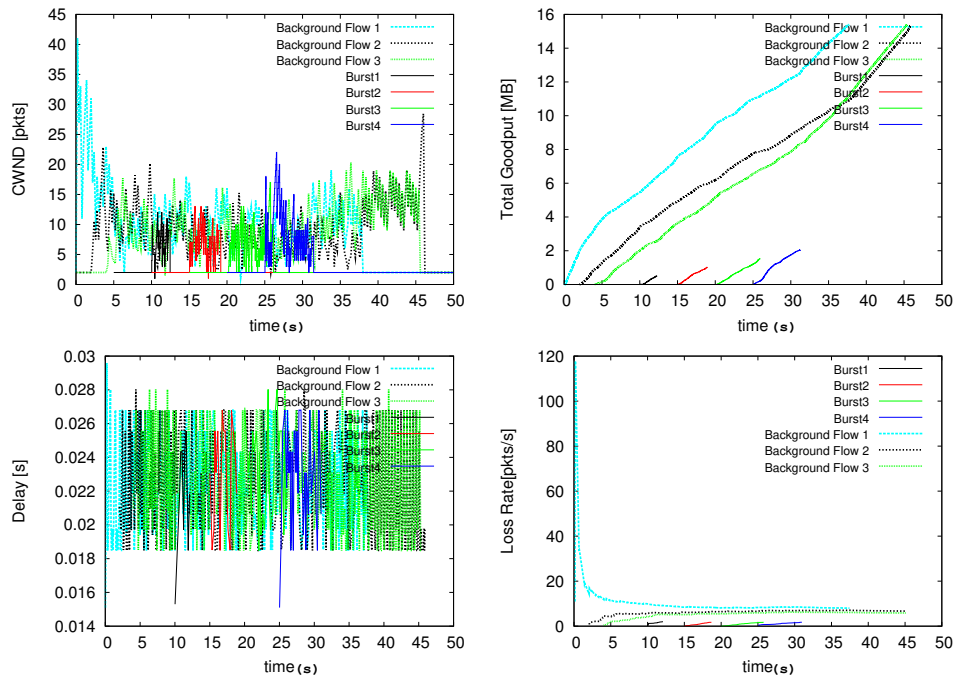 45
40
35
30
25
20
15
10
5
0
CWND [pkts]
Background Flow 1
Background Flow 2
Background Flow 3
Burst1
Burst2
Burst3
Burst4
0 5 10 15 20 25 30 35 40 45 50
time(s)
16
14
12
10
8
6
4
2
0
Total Goodput [MB]
Background Flow 1
Background Flow 2
Background Flow 3
Burst1
Burst2
Burst3
Burst4
0 5 10 15 20 25 30 35 40 45 50
time (s)
0.03
0.028
0.026
0.024
0.022
0.02
0.018
0.016
0.014
Delay [s]
Background Flow 1
Background Flow 2
Background Flow 3
Burst1
Burst2
Burst3
Burst4
0 5 10 15 20 25 30 35 40 45 50
time(s)
120
100
80
60
40
20
0
Loss Rate[pkts/s]
Burst1
Burst2
Burst3
Burst4
Background Flow 1
Background Flow 2
Background Flow 3
0 5 10 15 20 25 30 35 40 45 50
time(s)